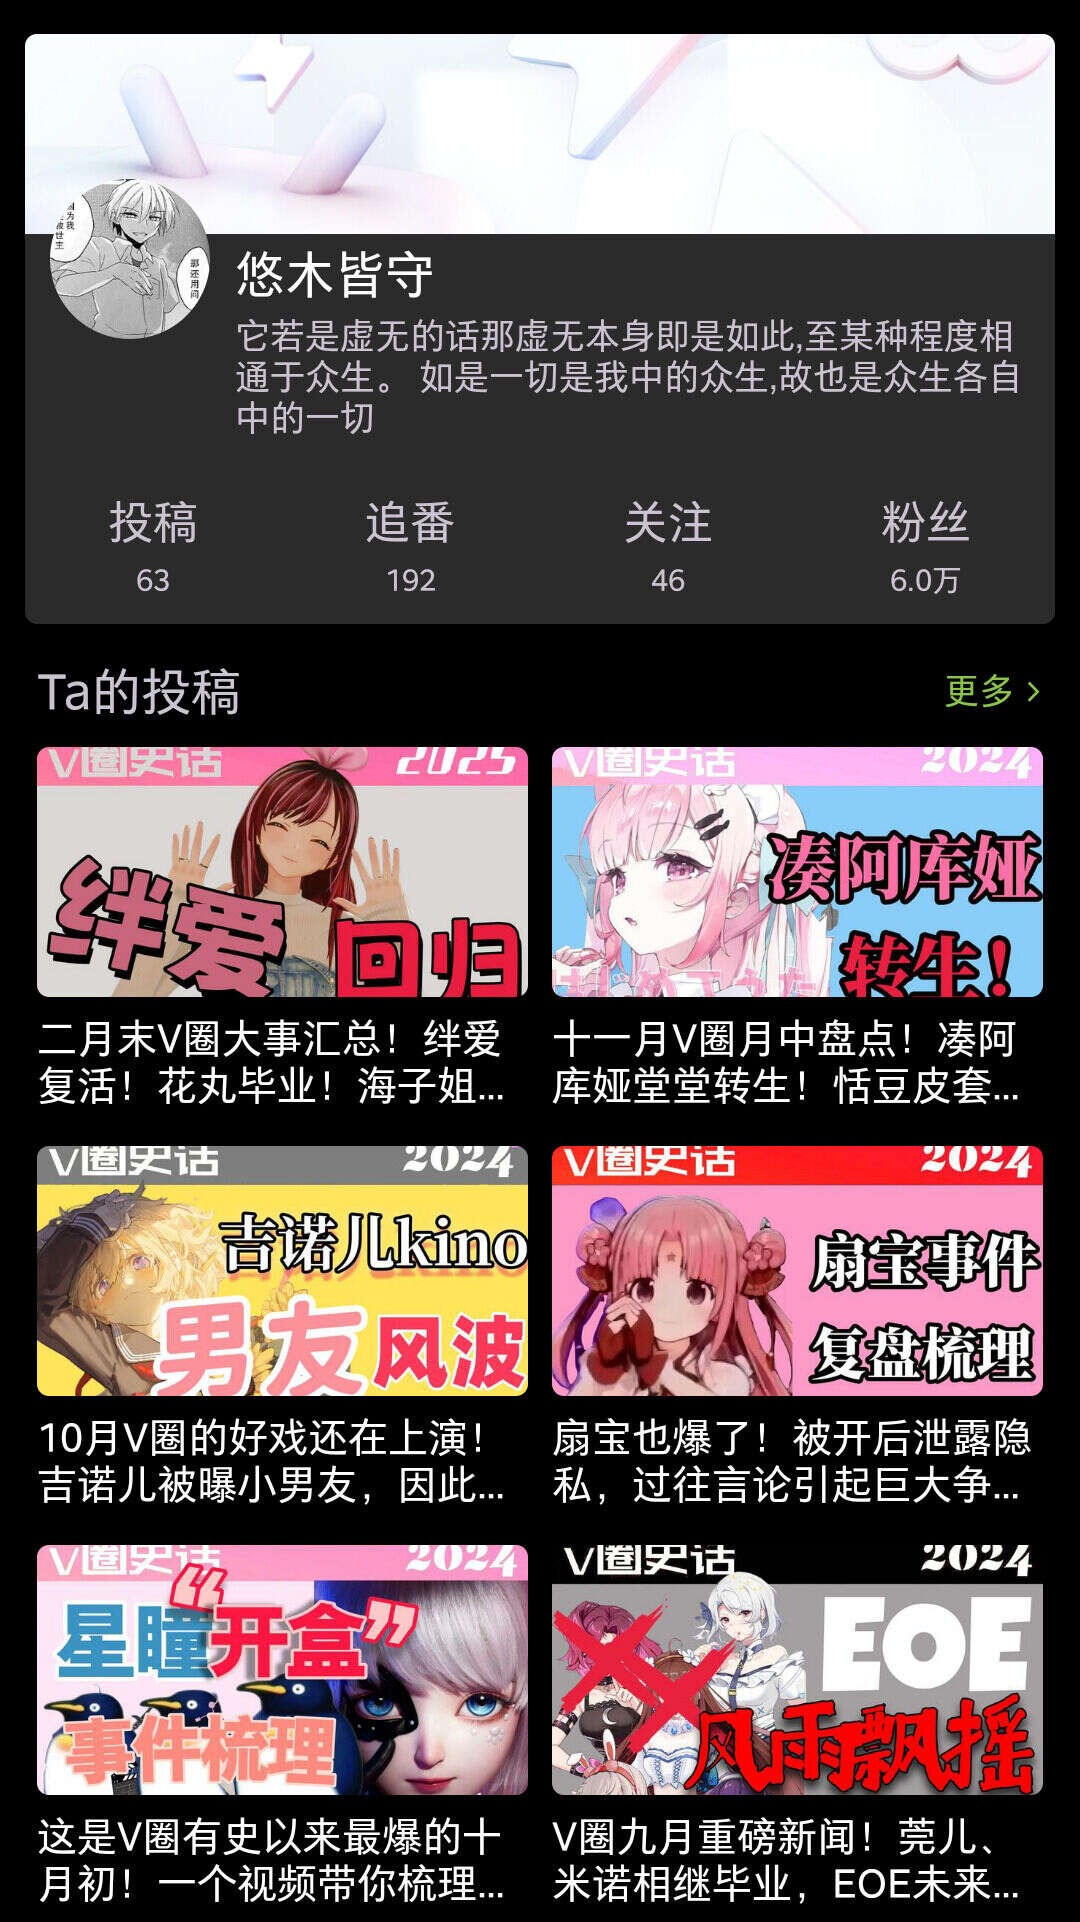 因为我
是救世主
那还用问
悠木皆守
它若是虚无的话那虚无本身即是如此,至某种程度相
通于众生。 如是一切是我中的众生,故也是众生各自
中的一切
投稿
追番
关注
粉丝
63
192
46
6.0万
Ta的投稿
更多
V圈史话
2025
绊爱
回归
V圈史话
2024
凑阿库娅
转生！
二月末V圈大事汇总！绊爱
复活！花丸毕业！海子姐...
十一月V圈月中盘点！凑阿
库娅堂堂转生！恬豆皮套...
V圈史话
2024
吉诺儿kino
男友风波
V圈史话
2024
扇宝事件
复盘梳理
10月V圈的好戏还在上演！
吉诺儿被曝小男友，因此...
扇宝也爆了！被开后泄露隐
私，过往言论引起巨大争...
V圈史话
2024
星瞳“开盒”
事件梳理
V圈史话
2024
EOE
风雨飘摇
这是V圈有史以来最爆的十
月初！一个视频带你梳理...
V圈九月重磅新闻！莞儿、
米诺相继毕业，EOE未来...